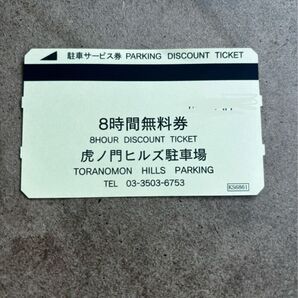 駐車サービス券 PARKING DISCOUNT TICKET
8時間無料券
8HOUR DISCOUNT TICKET
虎ノ門ヒルズ駐車場
TORANOMON HILLS PARKING
TEL 03-3503-6753
KS6861